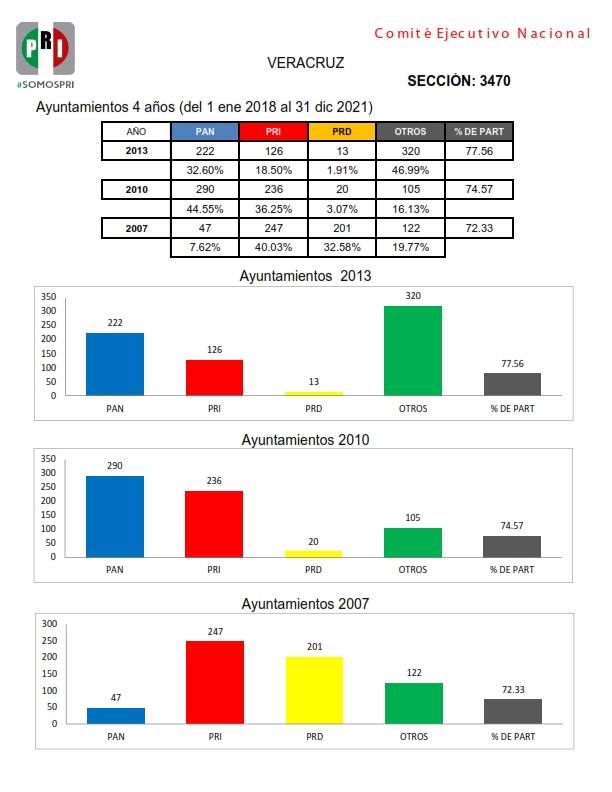 Comité Ejecutivo Nacional
PRI
#SOMOSPRI
VERACRUZ
SECCIÒN: 3470
Ayuntamientos 4 años (del 1 ene 2018 al 31 dic 2021)
AÑO PAN PRI PRD OTROS % DE PART
2013 222 126 13 320 77.56
32.60% 18.50% 1.91% 46.99%
2010 290 236 20 105 74.57
44.55% 36.25% 3.07% 16.13%
2007 47 247 201 122 72.33
7.62% 40.03% 32.58% 19.77%
Ayuntamientos 2013
350
300
250
200
150
100
50
0
222
126
13
320
77.56
PAN PRI PRD OTROS % DE PART
Ayuntamientos 2010
350
300
250
200
150
100
50
0
290
236
20
105
74.57
PAN PRI PRD OTROS % DE PART
Ayuntamientos 2007
300
250
200
150
100
50
0
47
247
201
122
72.33
PAN PRI PRD OTROS % DE PART